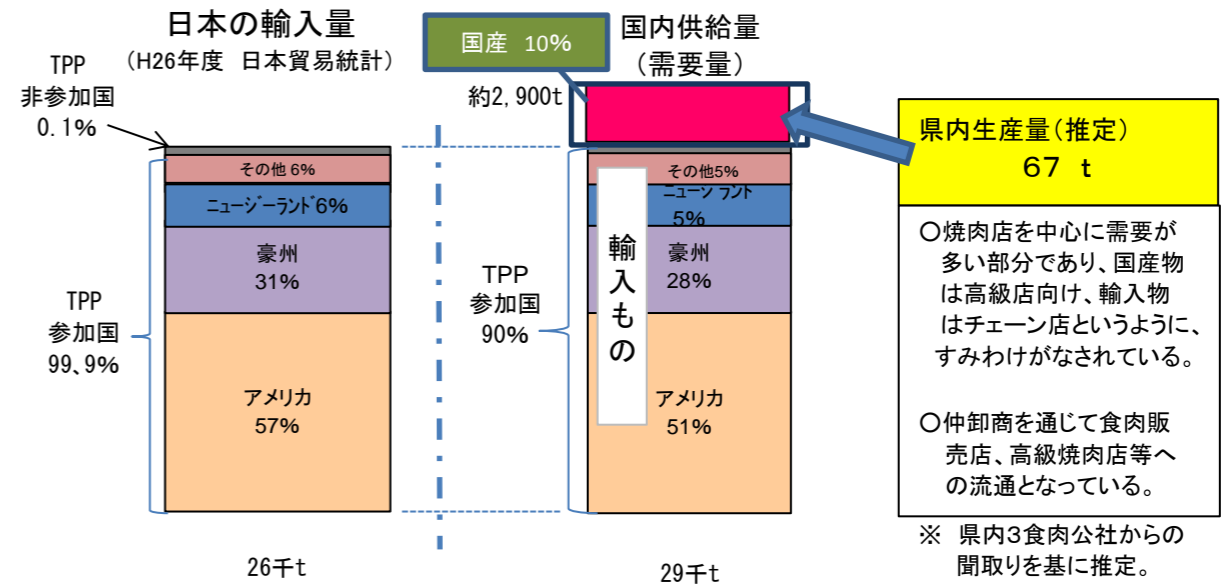 日本の輸入量
（H26年度 日本貿易統計）
TPP
非参加国
0.1%
その他 6%
ニュージーランド6%
豪州
31%
アメリカ
57%
TPP
参加国
99、9%
26千t
国産 10%
国内供給量
（需要量）
約2,900t
その他5%
5%
豪州
28%
アメリカ
51%
輸入もの
TPP
参加国
90%
29千t
県内生産量（推定）
67 t
○焼肉店を中心に需要が
多い部分であり、国産物
は高級店向け、輸入物
はチェーン店というように、
すみわけがなされている。
○仲卸商を通じて食肉販
売店、高級焼肉店等へ
の流通となっている。
※ 県内3食肉公社からの
聞取りを基に推定。